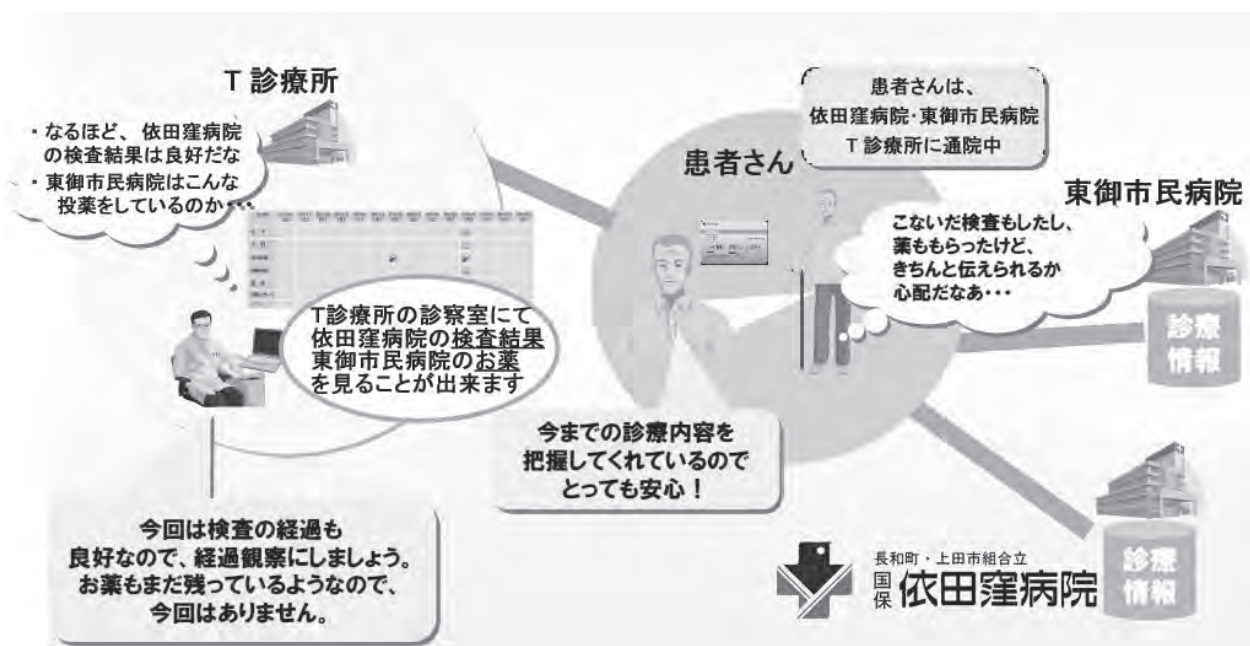 T 診療所
・なるほど、依田窪病院
の検査結果は良好だな
・東御市民病院はこんな
投薬をしているのか・・・
T診療所の診察室にて
依田窪病院の検査結果
東御市民病院のお薬
を見ることが出来ます
今回は検査の経過も
良好なので、経過観察にしましょう。
お薬もまだ残っているようなので、
今回はありません。
患者さんは、
依田窪病院・東御市民病院
T 診療所に通院中
患者さん
こないだ検査もしたし、
薬ももらったけど、
きちんと伝えられるか
心配だなあ・・・
今までの診療内容を
把握してくれているので
とっても安心！
東御市民病院
診療
情報
長和町・上田市組合立
国保
依田窪病院
診療
情報